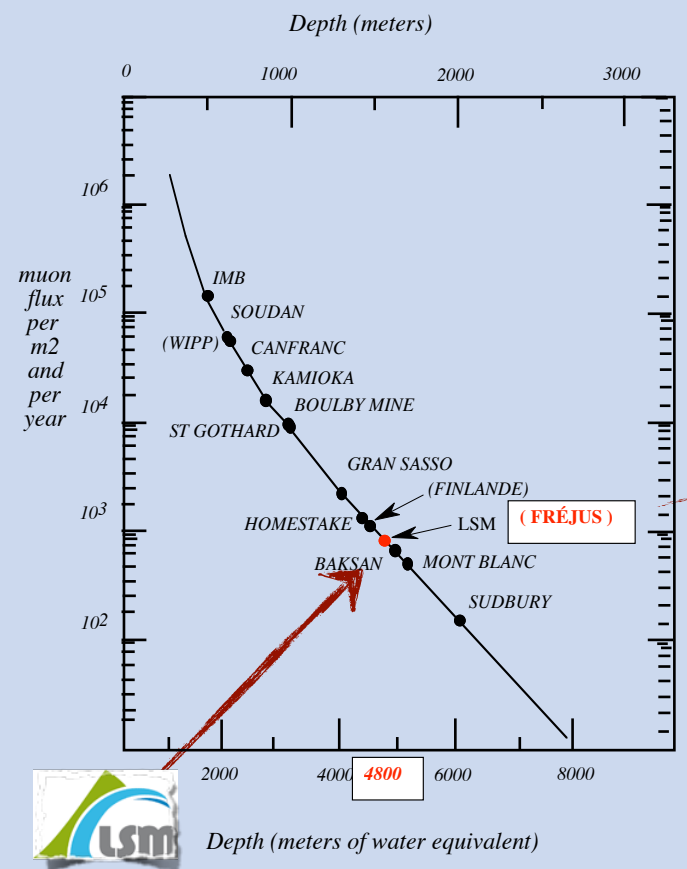 Depth (meters)
0 1000 2000 3000
10^6
IMB
muon
flux
per
m2
and
per
year
10^5
SOUDAN
(WIPP)
CANFRANC
KAMIOKA
10^4
BOULBY MINE
ST GOTHARD
GRAN SASSO
(FINLANDE)
10^3
HOMESTAKE
LSM
( FRÉJUS )
BAKSAN
MONT BLANC
SUDBURY
10^2
2000 4000 4800 6000 8000
LSM
Depth (meters of water equivalent)